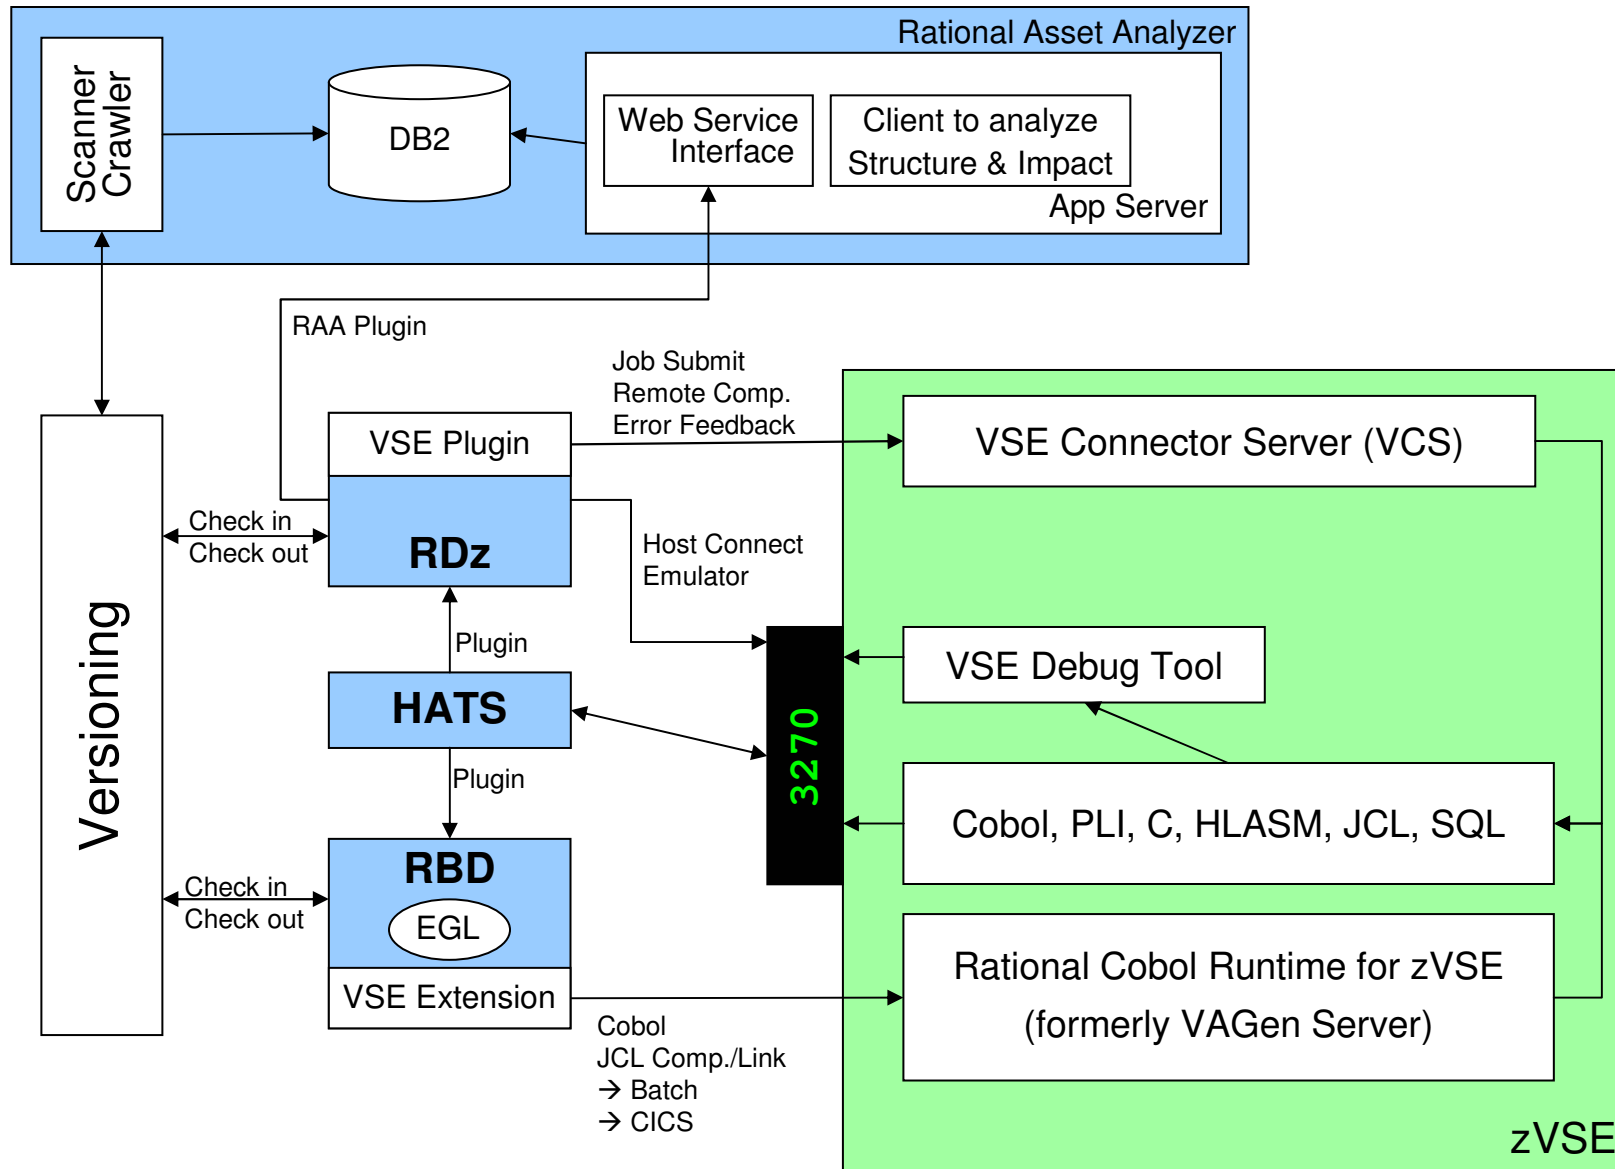 Rational Asset Analyzer
Scanner
Crawler
DB2
Web Service
Interface
Client to analyze
Structure & Impact
App Server
RAA Plugin
Job Submit
Remote Comp.
Error Feedback
VSE Plugin
RDz
Check in
Check out
Host Connect
Emulator
VSE Connector Server (VCS)
Versioning
Plugin
HATS
Plugin
3270
VSE Debug Tool
Cobol, PLI, C, HLASM, JCL, SQL
RBD
EGL
VSE Extension
Check in
Check out
Cobol
JCL Comp./Link
→ Batch
→ CICS
Rational Cobol Runtime for zVSE
(formerly VAGen Server)
zVSE